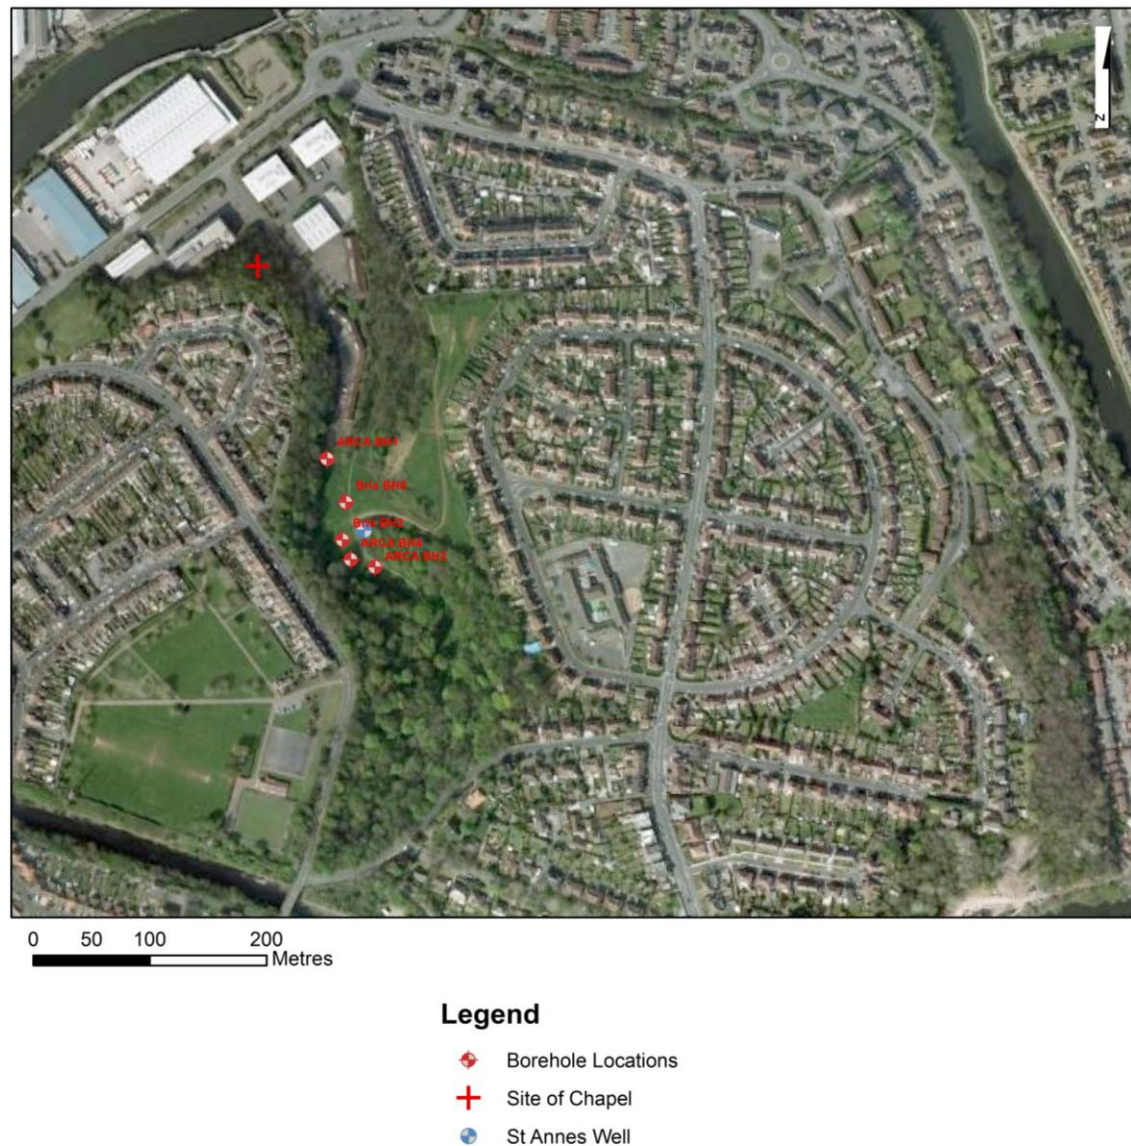 N
ARCA BH1
Bris BH5
Bris BH2
ARCA BH3
ARCA BH2
0 50 100 200
Metres
Legend
Borehole Locations
Site of Chapel
St Annes Well